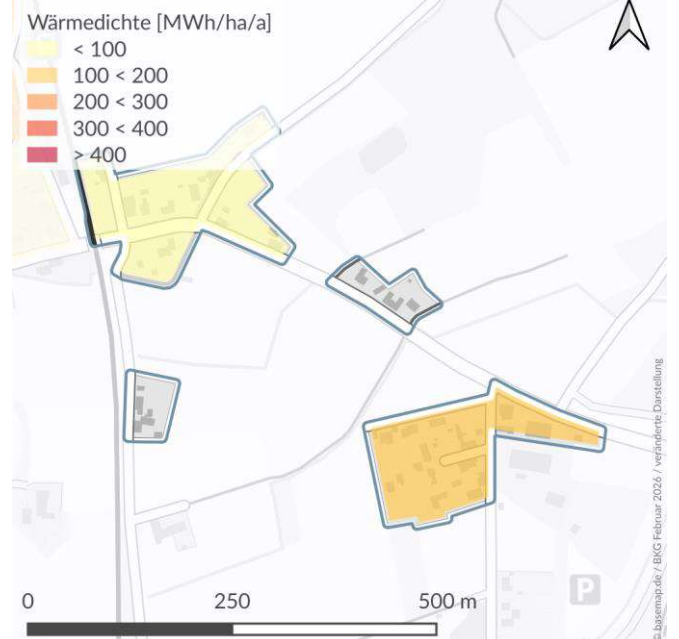 Wärmedichte [MWh/ha/a]
< 100
100 < 200
200 < 300
300 < 400
> 400
P
0 250 500 m
basemap.de / BKG Februar 2026 / veränderte Darstellung